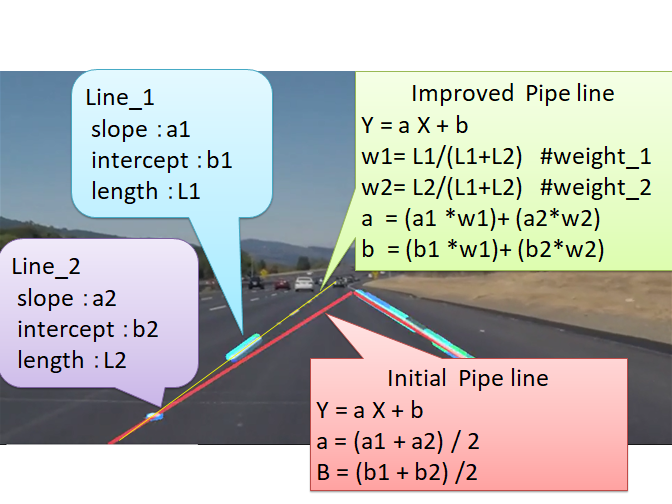 Line_1
slope : a1
intercept : b1
length : L1
Improved Pipe line
Y = a X + b
w1= L1/(L1+L2) #weight_1
w2= L2/(L1+L2) #weight_2
a = (a1 *w1)+ (a2*w2)
b = (b1 *w1)+ (b2*w2)
Line_2
slope : a2
intercept : b2
length : L2
Initial Pipe line
Y = a X + b
a = (a1 + a2) / 2
B = (b1 + b2) /2